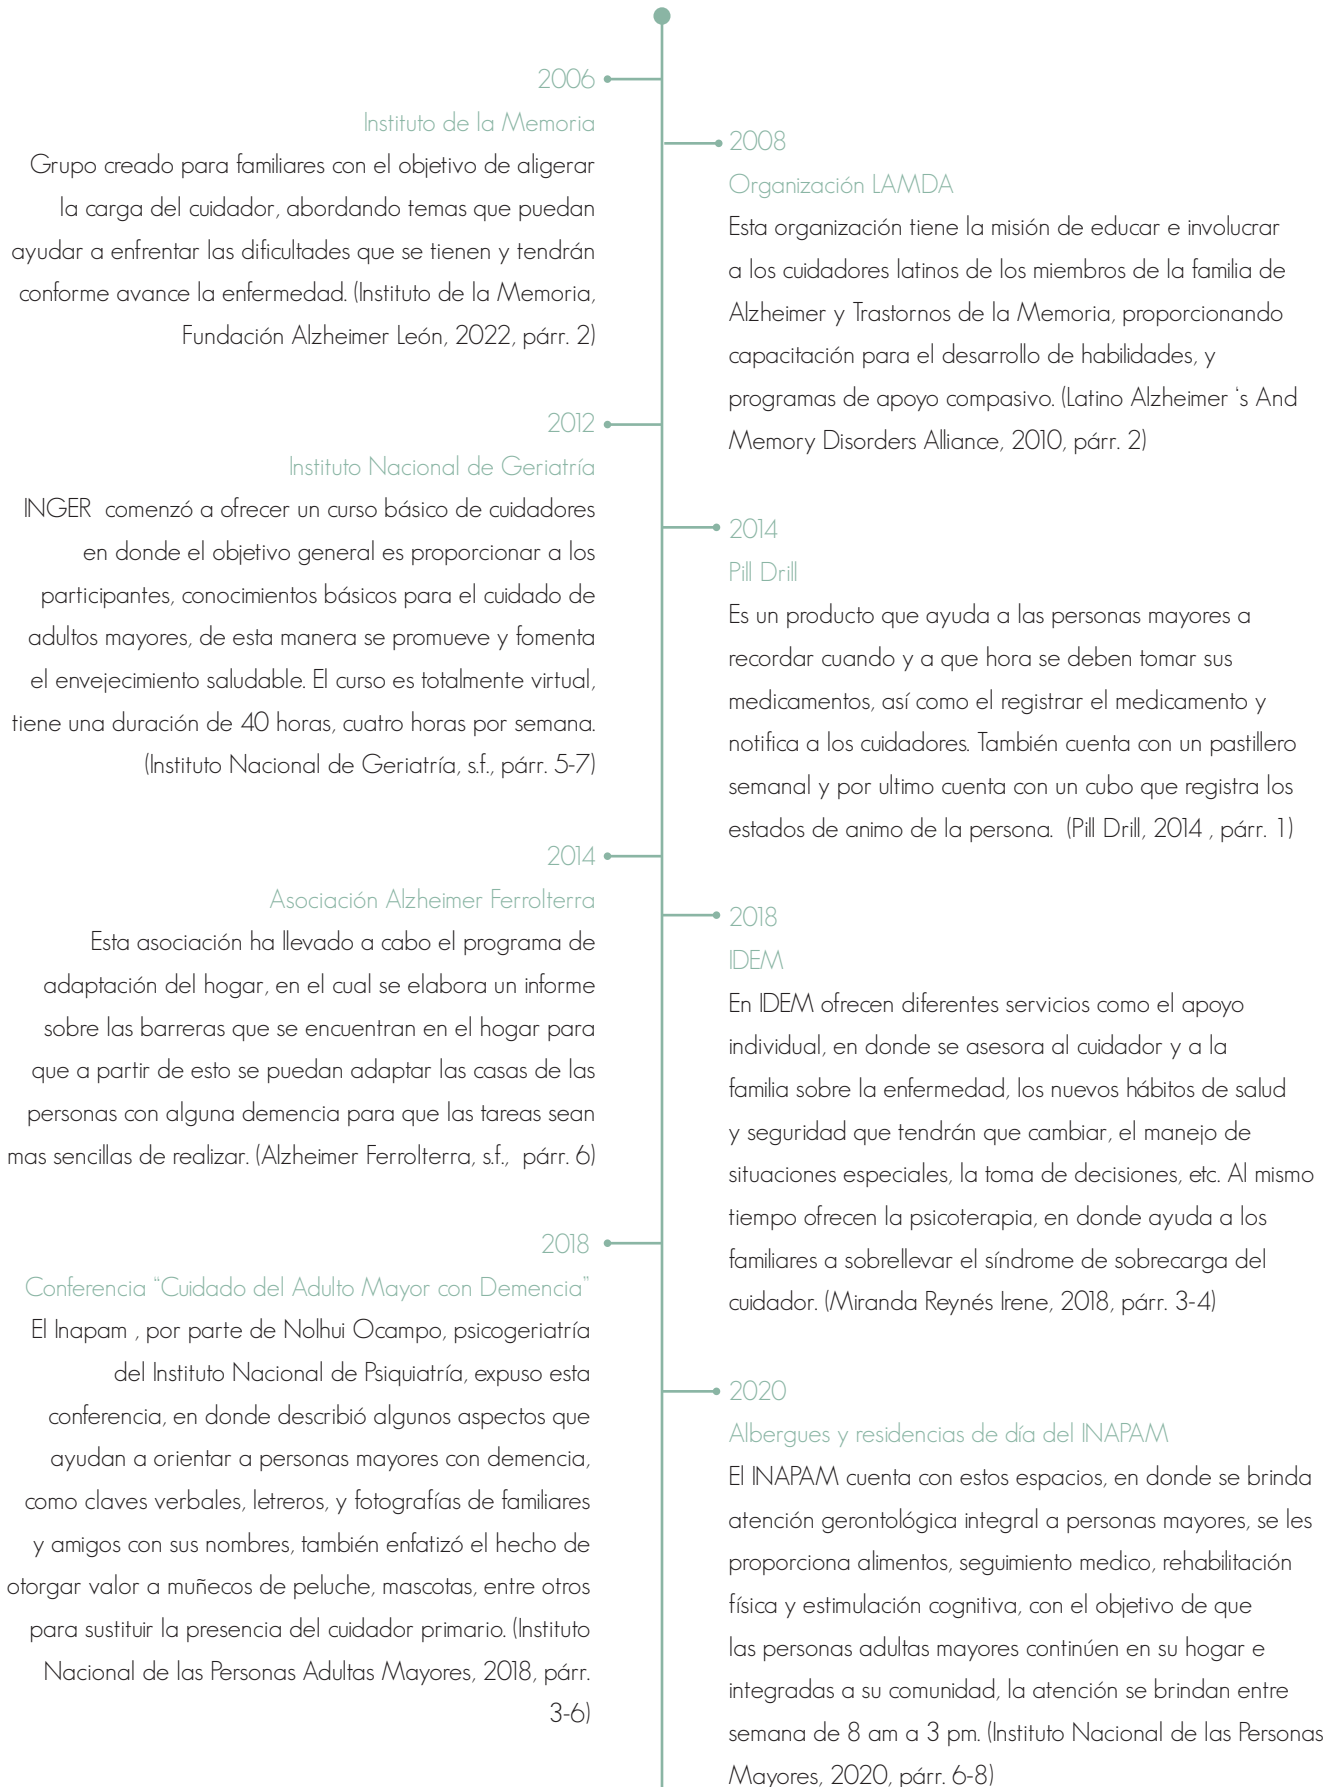 2006
Instituto de la Memoria
Grupo creado para familiares con el objetivo de aligerar
la carga del cuidador, abordando temas que puedan
ayudar a enfrentar las dificultades que se tienen y tendrán
conforme avance la enfermedad. (Instituto de la Memoria,
Fundación Alzheimer León, 2022, párr. 2)
2008
Organización LAMDA
Esta organización tiene la misión de educar e involucrar
a los cuidadores latinos de los miembros de la familia de
Alzheimer y Trastornos de la Memoria, proporcionando
capacitación para el desarrollo de habilidades, y
programas de apoyo compasivo. (Latino Alzheimer ‘s And
Memory Disorders Alliance, 2010, párr. 2)
2012
Instituto Nacional de Geriatría
INGER  comenzó a ofrecer un curso básico de cuidadores
en donde el objetivo general es proporcionar a los
participantes, conocimientos básicos para el cuidado de
adultos mayores, de esta manera se promueve y fomenta
el envejecimiento saludable. El curso es totalmente virtual,
tiene una duración de 40 horas, cuatro horas por semana.
(Instituto Nacional de Geriatría, s.f., párr. 5-7)
2014
Pill Drill
Es un producto que ayuda a las personas mayores a
recordar cuando y a que hora se deben tomar sus
medicamentos, así como el registrar el medicamento y
notifica a los cuidadores. También cuenta con un pastillero
semanal y por ultimo cuenta con un cubo que registra los
estados de animo de la persona.  (Pill Drill, 2014 , párr. 1)
2014
Asociación Alzheimer Ferrolterra
Esta asociación ha llevado a cabo el programa de
adaptación del hogar, en el cual se elabora un informe
sobre las barreras que se encuentran en el hogar para
que a partir de esto se puedan adaptar las casas de las
personas con alguna demencia para que las tareas sean
mas sencillas de realizar. (Alzheimer Ferrolterra, s.f.,  párr. 6)
2018
IDEM
En IDEM ofrecen diferentes servicios como el apoyo
individual, en donde se asesora al cuidador y a la
familia sobre la enfermedad, los nuevos hábitos de salud
y seguridad que tendrán que cambiar, el manejo de
situaciones especiales, la toma de decisiones, etc. Al mismo
tiempo ofrecen la psicoterapia, en donde ayuda a los
familiares a sobrellevar el síndrome de sobrecarga del
cuidador. (Miranda Reynés Irene, 2018, párr. 3-4)
2018
Conferencia “Cuidado del Adulto Mayor con Demencia”
El Inapam , por parte de Nolhui Ocampo, psicogeriatría
del Instituto Nacional de Psiquiatría, expuso esta
conferencia, en donde describió algunos aspectos que
ayudan a orientar a personas mayores con demencia,
como claves verbales, letreros, y fotografías de familiares
y amigos con sus nombres, también enfatizó el hecho de
otorgar valor a muñecos de peluche, mascotas, entre otros
para sustituir la presencia del cuidador primario. (Instituto
Nacional de las Personas Adultas Mayores, 2018, párr.
3-6)
2020
Albergues y residencias de día del INAPAM
El INAPAM cuenta con estos espacios, en donde se brinda
atención gerontológica integral a personas mayores, se les
proporciona alimentos, seguimiento medico, rehabilitación
física y estimulación cognitiva, con el objetivo de que
las personas adultas mayores continúen en su hogar e
integradas a su comunidad, la atención se brindan entre
semana de 8 am a 3 pm. (Instituto Nacional de las Personas
Mayores, 2020, párr. 6-8)